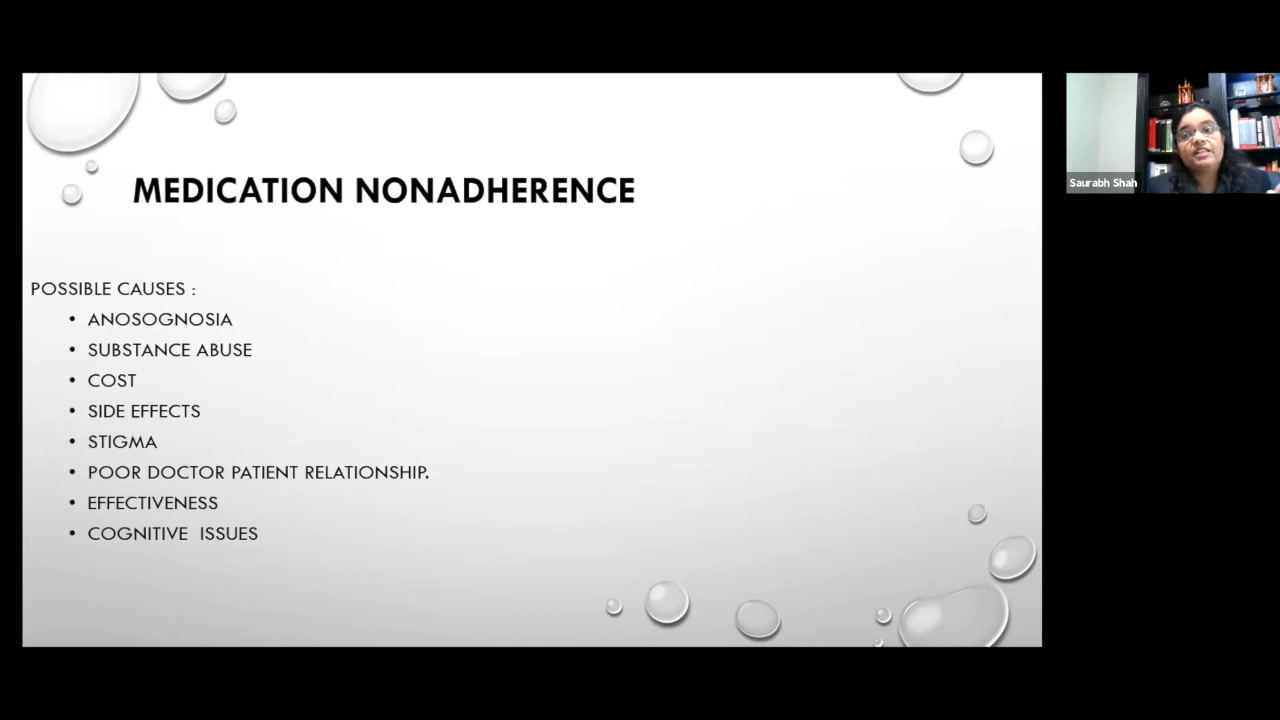 MEDICATION NONADHERENCE
POSSIBLE CAUSES :
• ANOSOGNOSIA
• SUBSTANCE ABUSE
• COST
• SIDE EFFECTS
• STIGMA
• POOR DOCTOR PATIENT RELATIONSHIP.
• EFFECTIVENESS
• COGNITIVE  ISSUES
Saurabh Shah